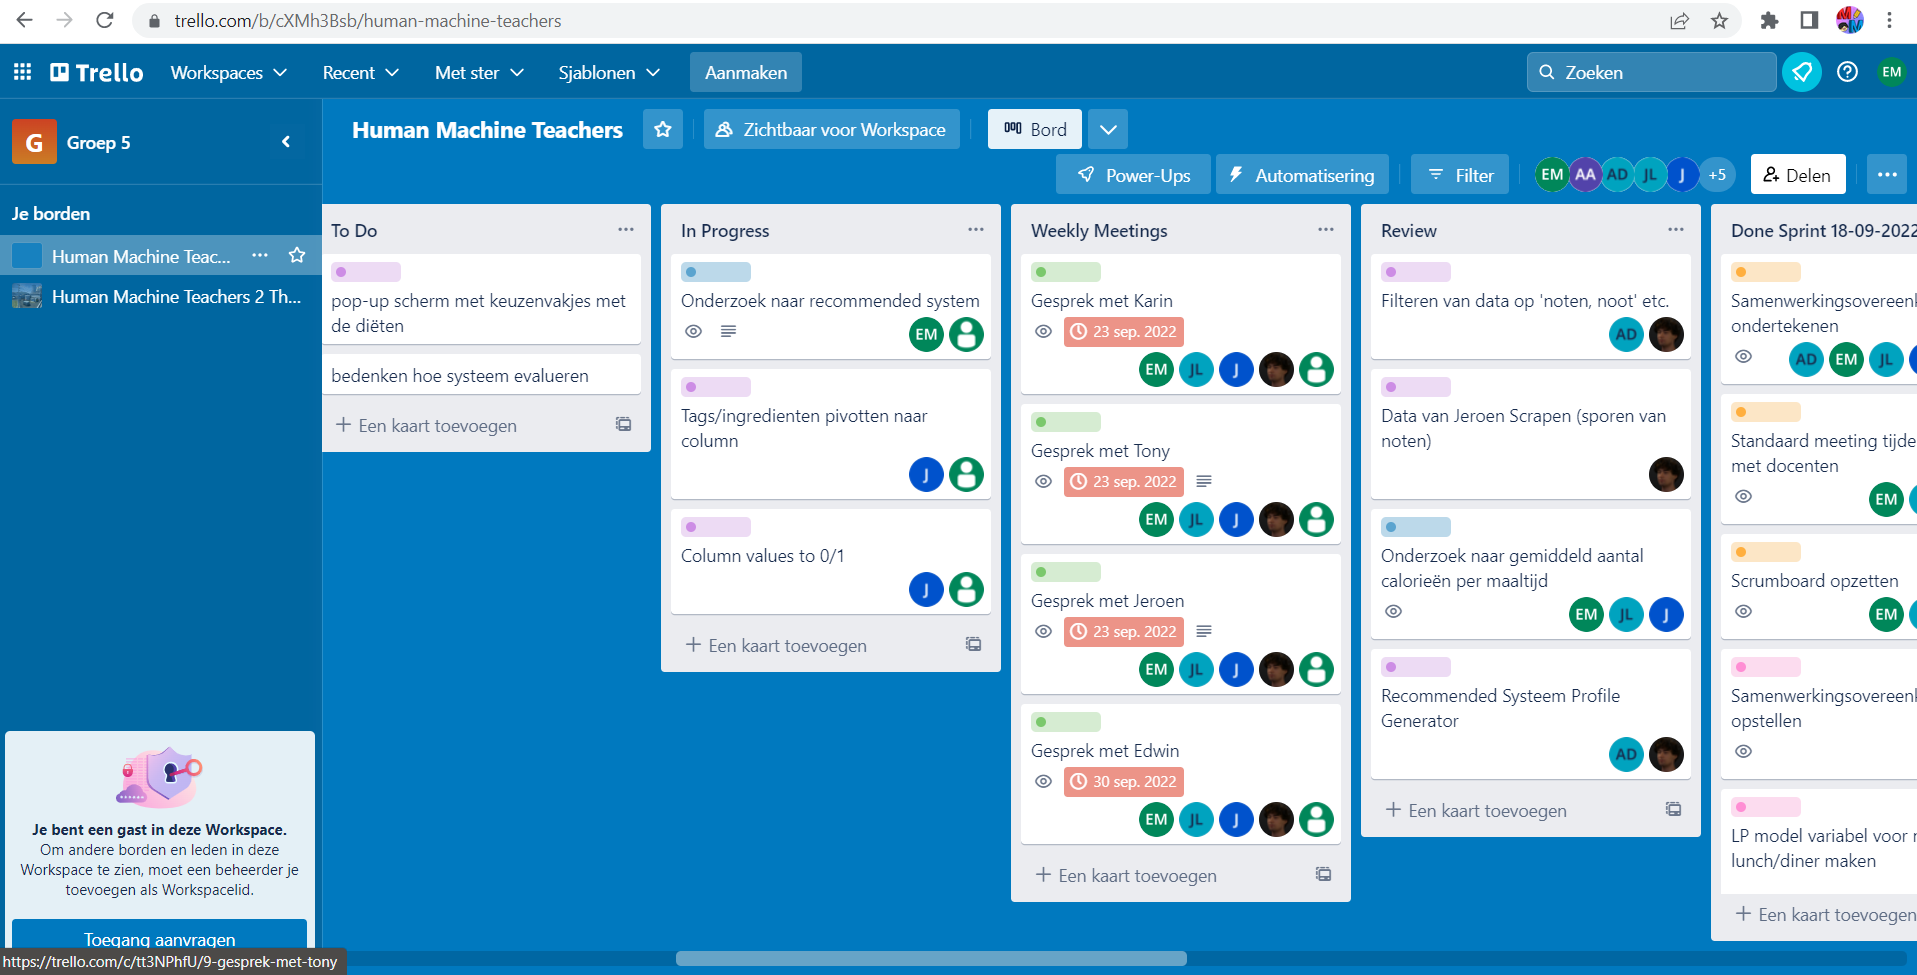 trello.com/b/cXMh3Bsb/human-machine-teachers
Trello
Workspaces
Recent
Met ster
Sjablonen
Aanmaken
Zoeken
EM
G
Groep 5
Human Machine Teachers
Zichtbaar voor Workspace
Bord
Power-Ups
Automatisering
Filter
EM
AA
AD
JL
J
+5
Delen
Je borden
Human Machine Teac...
Human Machine Teachers 2 Th...
Je bent een gast in deze Workspace.
Om andere borden en leden in deze
Workspace te zien, moet een beheerder je
toevoegen als Workspacelid.
Toegang aanvragen
https://trello.com/c/tt3NPhfU/9-gesprek-met-tony
To Do
pop-up scherm met keuzenvakjes met
de diëten
bedenken hoe systeem evalueren
Een kaart toevoegen
In Progress
Onderzoek naar recommended system
EM
Tags/ingredienten pivotten naar
column
J
Column values to 0/1
J
Een kaart toevoegen
Weekly Meetings
Gesprek met Karin
23 sep. 2022
EM JL J
Gesprek met Tony
23 sep. 2022
EM JL J
Gesprek met Jeroen
23 sep. 2022
EM JL J
Gesprek met Edwin
30 sep. 2022
EM JL J
Een kaart toevoegen
Review
Filteren van data op 'noten, noot' etc.
AD
Data van Jeroen Scrapen (sporen van
noten)
Onderzoek naar gemiddeld aantal
calorieën per maaltijd
EM JL J
Recommended Systeem Profile
Generator
AD
Een kaart toevoegen
Done Sprint 18-09-2022
Samenwerkingsovereenk
ondertekenen
AD EM JL
Standaard meeting tijde
met docenten
EM
Scrumboard opzetten
EM
Samenwerkingsovereenk
opstellen
LP model variabel voor
lunch/diner maken
Een kaart toevoegen